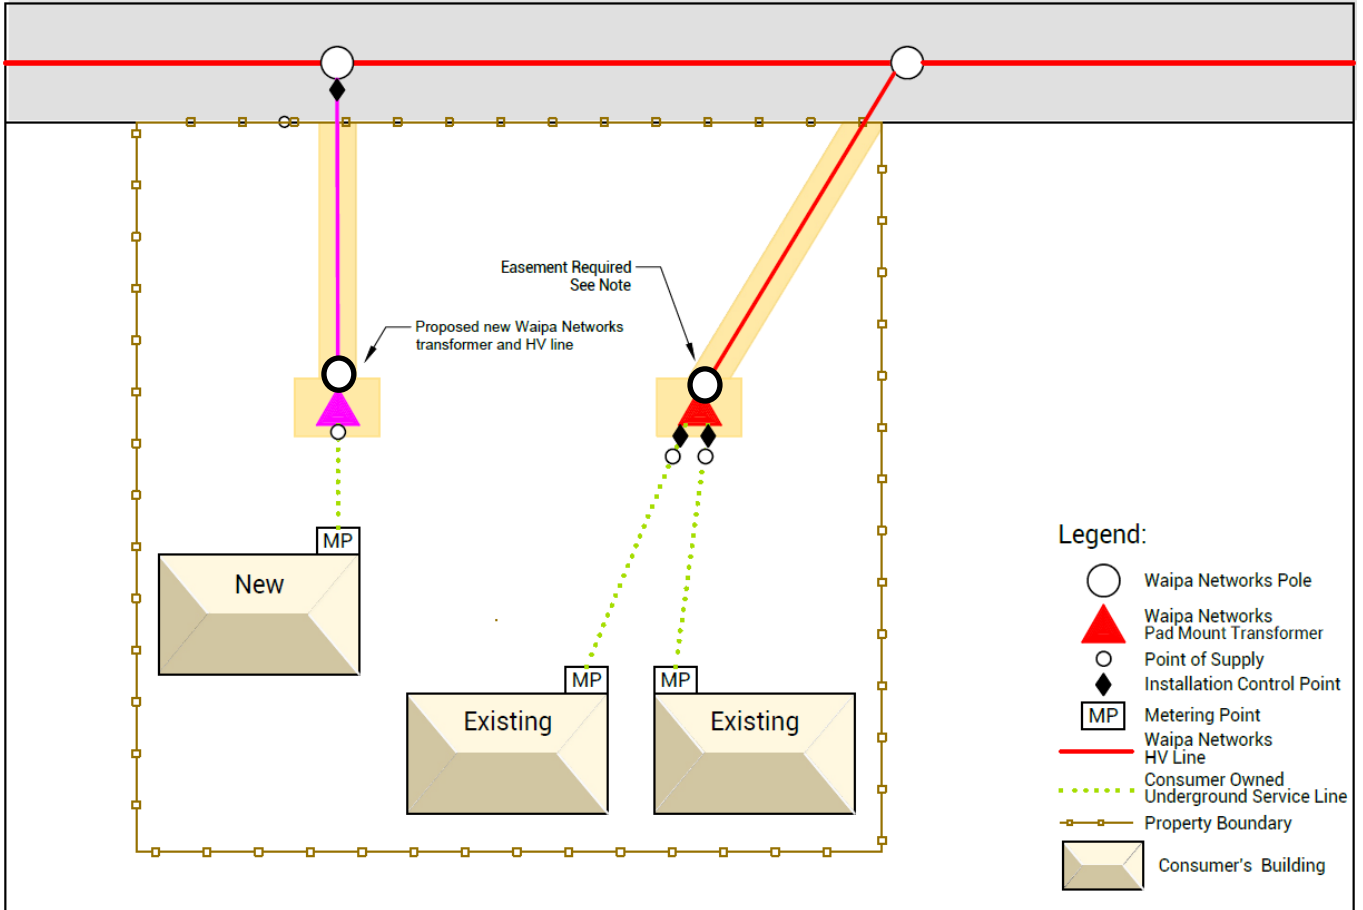 Easement Required
See Note
Proposed new Waipa Networks
transformer and HV line
MP
New
MP
MP
Existing
Existing
Legend:
Waipa Networks Pole
Waipa Networks
Pad Mount Transformer
Point of Supply
Installation Control Point
MP
Metering Point
Waipa Networks
HV Line
Consumer Owned
Underground Service Line
Property Boundary
Consumer's Building